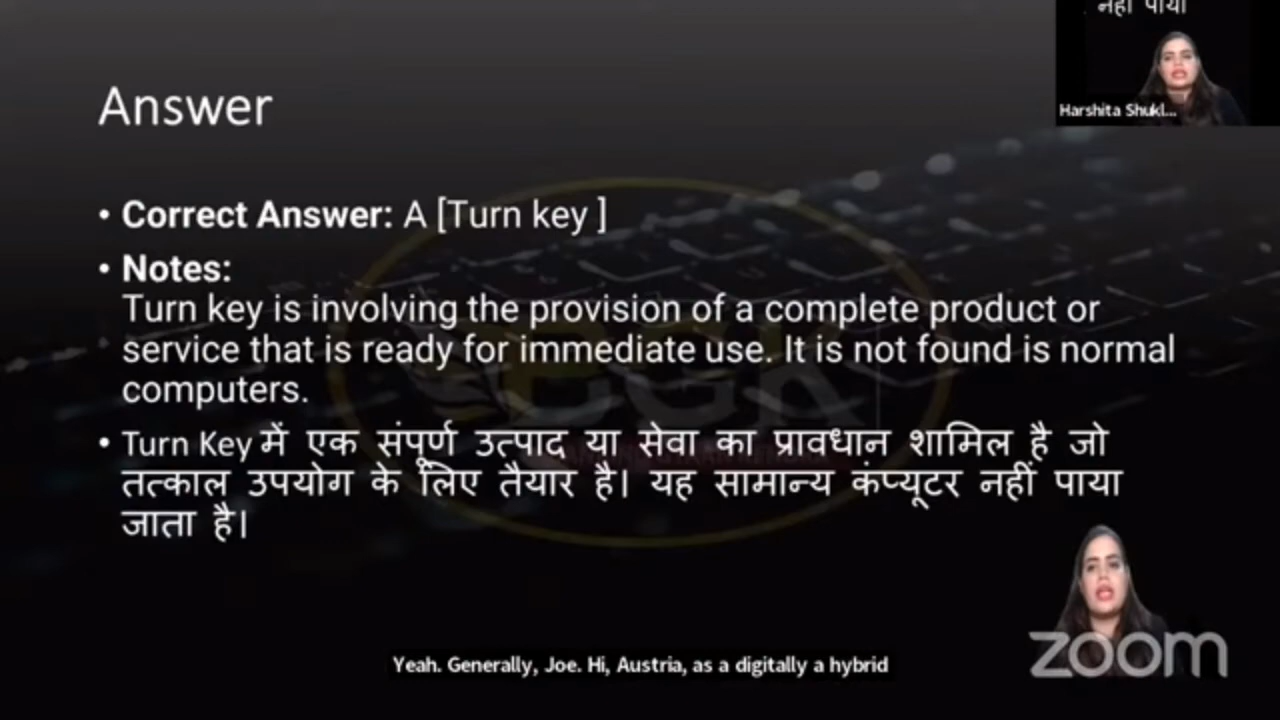 नहीं पाया
Harshita Shukl...
Answer
• Correct Answer: A [Turn key ]
• Notes:
Turn key is involving the provision of a complete product or
service that is ready for immediate use. It is not found is normal
computers.
• Turn Key में एक संपूर्ण उत्पाद या सेवा का प्रावधान शामिल है जो
तत्काल उपयोग के लिए तैयार है। यह सामान्य कंप्यूटर नहीं पाया
जाता है।
Yeah. Generally, Joe. Hi, Austria, as a digitally a hybrid
zoom